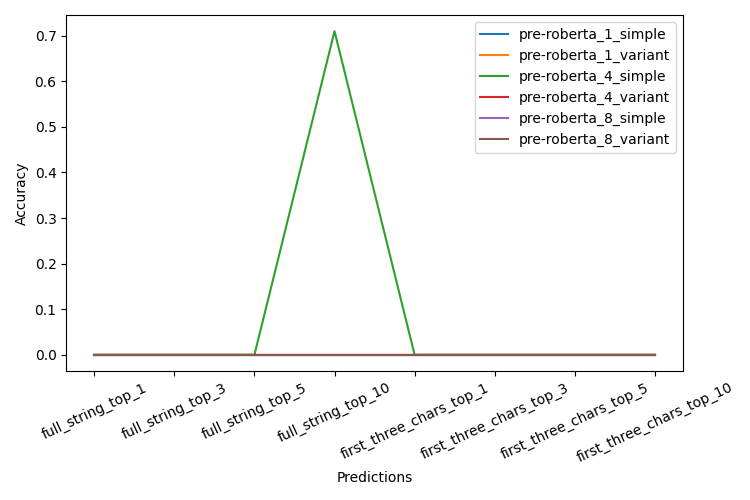 0.7
0.6
0.5
0.4
0.3
0.2
0.1
0.0
Accuracy
pre-roberta_1_simple
pre-roberta_1_variant
pre-roberta_4_simple
pre-roberta_4_variant
pre-roberta_8_simple
pre-roberta_8_variant
full_string_top_1
full_string_top_3
full_string_top_5
full_string_top_10
first_three_chars_top_1
first_three_chars_top_3
first_three_chars_top_5
first_three_chars_top_10
Predictions